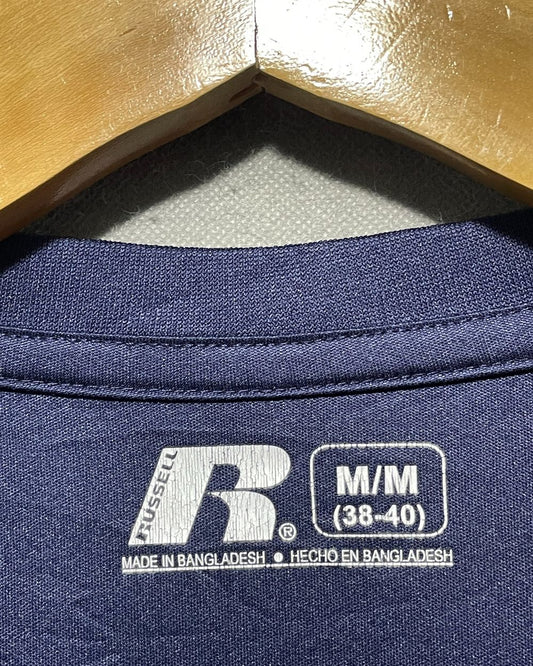 RUSSELL
R®
M/M
(38-40)
MADE IN BANGLADESH • HECHO EN BANGLADESH